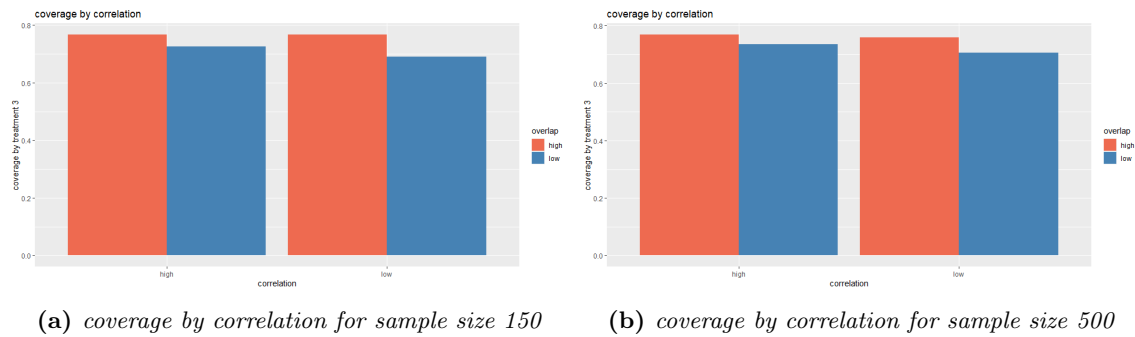 coverage by correlation
0.8
0.6
0.4
0.2
0.0
coverage by treatment 3
high
low
correlation
overlap
high
low
(a) coverage by correlation for sample size 150
coverage by correlation
0.8
0.6
0.4
0.2
0.0
coverage by treatment 3
high
low
correlation
overlap
high
low
(b) coverage by correlation for sample size 500